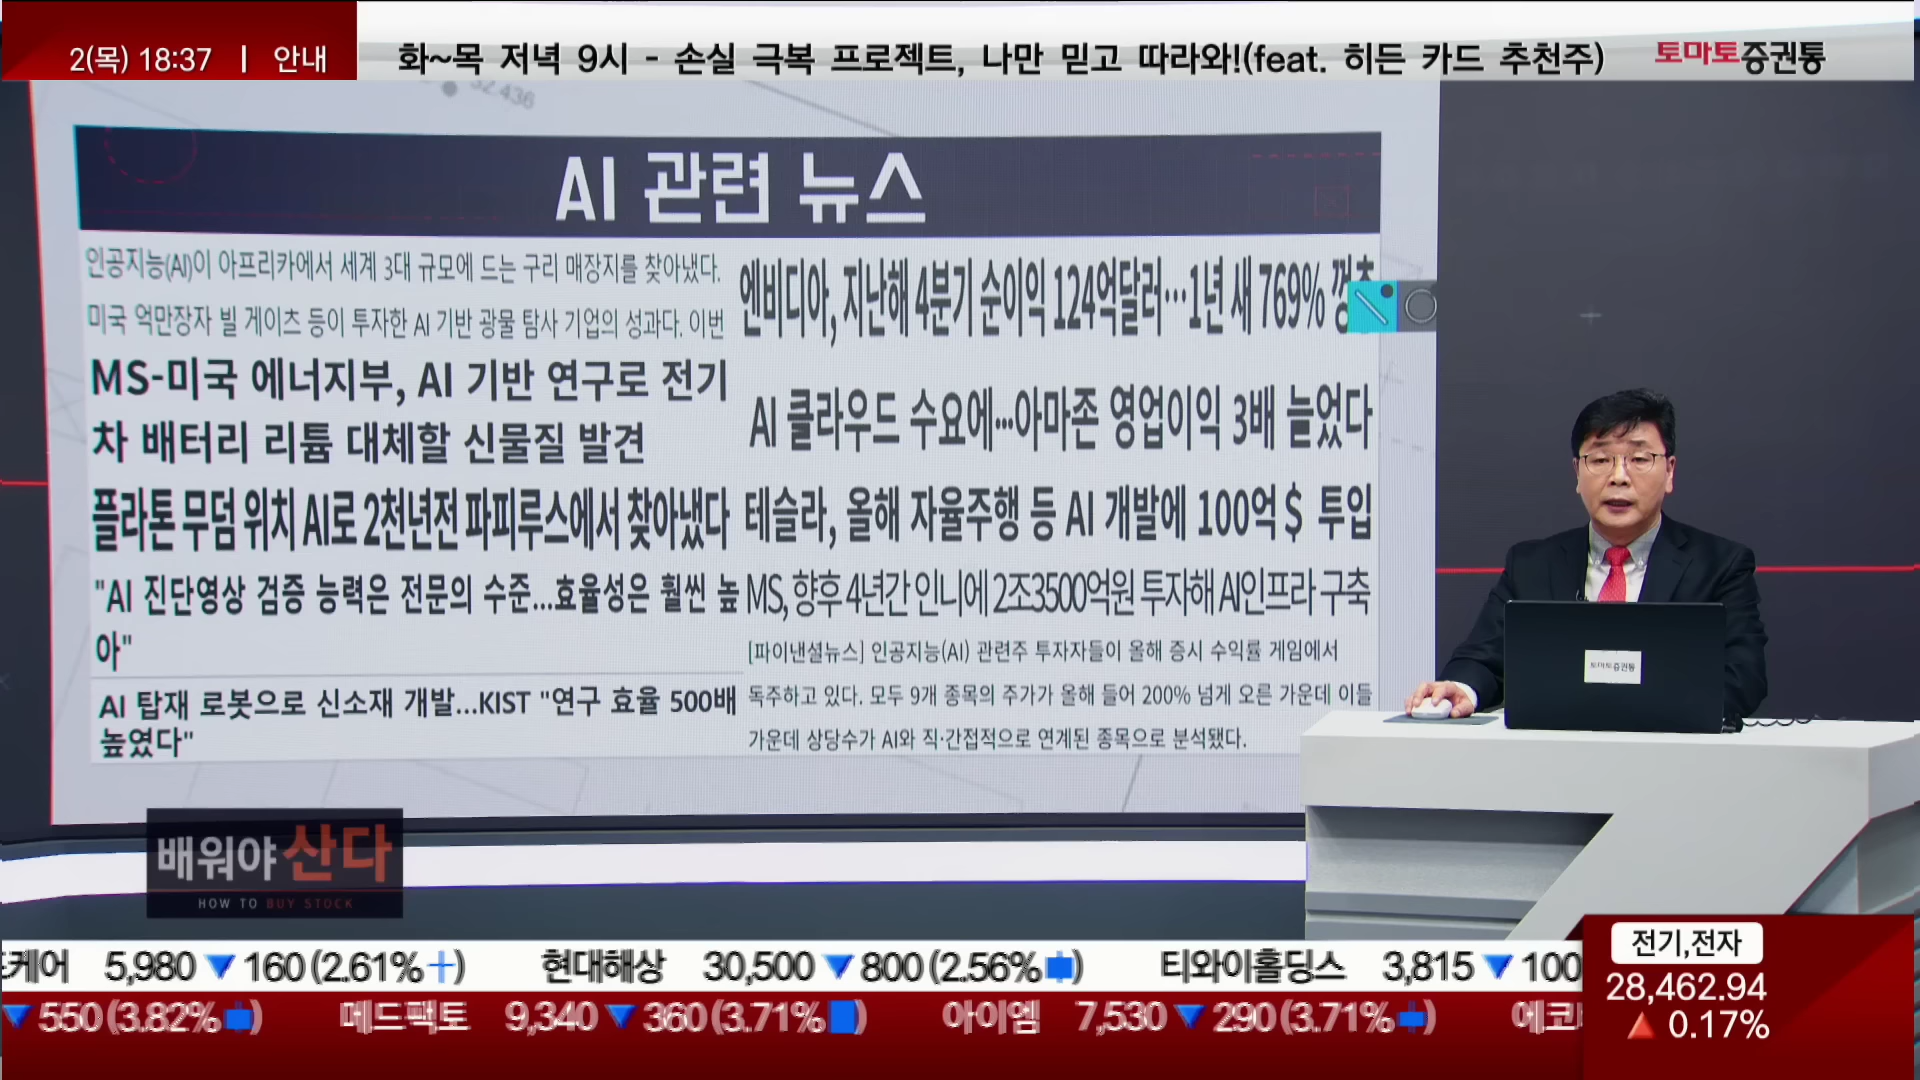 2(목) 18:37 | 안내
화~목 저녁 9시 - 손실 극복 프로젝트, 나만 믿고 따라와!(feat. 히든 카드 추천주)
토마토증권통
32.436
AI 관련 뉴스
인공지능(AI)이 아프리카에서 세계 3대 규모에 드는 구리 매장지를 찾아냈다.
미국 억만장자 빌 게이츠 등이 투자한 AI 기반 광물 탐사 기업의 성과다. 이번
MS-미국 에너지부, AI 기반 연구로 전기
차 배터리 리튬 대체할 신물질 발견
플라톤 무덤 위치 AI로 2천년전 파피루스에서 찾아냈다
"AI 진단영상 검증 능력은 전문의 수준...효율성은 훨씬 높
아"
AI 탑재 로봇으로 신소재 개발...KIST "연구 효율 500배
높였다"
엔비디아, 지난해 4분기 순이익 124억달러…1년 새 769%
AI 클라우드 수요에…아마존 영업이익 3배 늘었다
테슬라, 올해 자율주행 등 AI 개발에 100억$ 투입
MS, 향후 4년간 인니에 2조3500억원 투자해 AI인프라 구축
[파이낸셜뉴스] 인공지능(AI) 관련주 투자자들이 올해 증시 수익률 게임에서
독주하고 있다. 모두 9개 종목의 주가가 올해 들어 200% 넘게 오른 가운데 이들
가운데 상당수가 AI와 직·간접적으로 연계된 종목으로 분석됐다.
토마토증권통
배워야 산다
HOW TO BUY STOCK
케어 5,980 ▼ 160 (2.61%) 현대해상 30,500 ▼ 800 (2.56%) 티와이홀딩스 3,815 ▼ 100
▼ 550 (3.82%) 메드팩토 9,340 ▼ 360 (3.71%) 아이엠 7,530 ▼ 290 (3.71%) 에코
전기,전자
28,462.94
▲ 0.17%